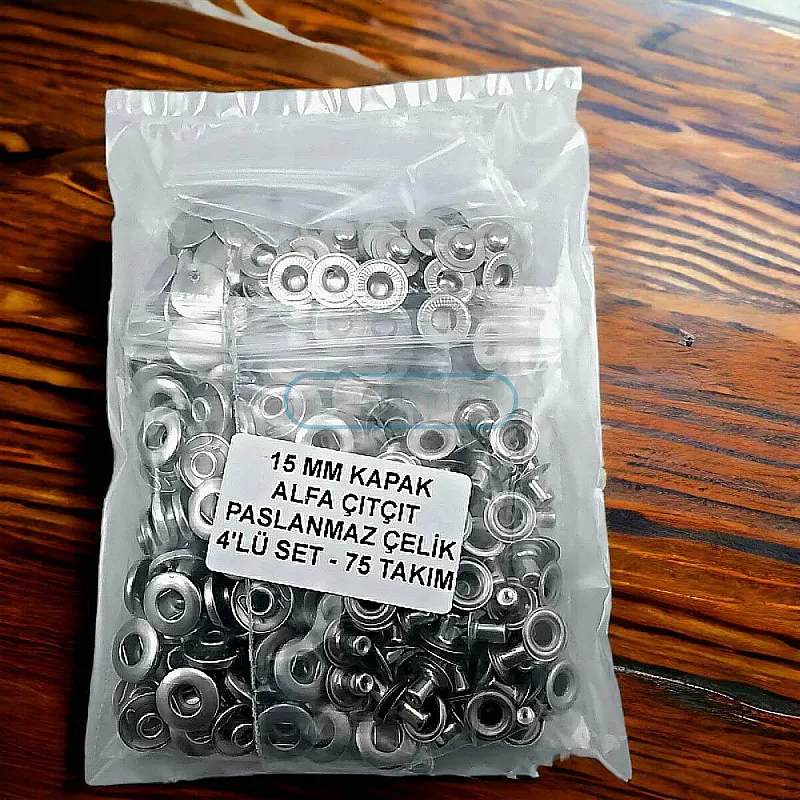 15 MM KAPAK
ALFA ÇITÇIT
PASLANMAZ ÇELİK
4'LÜ SET - 75 TAKIM